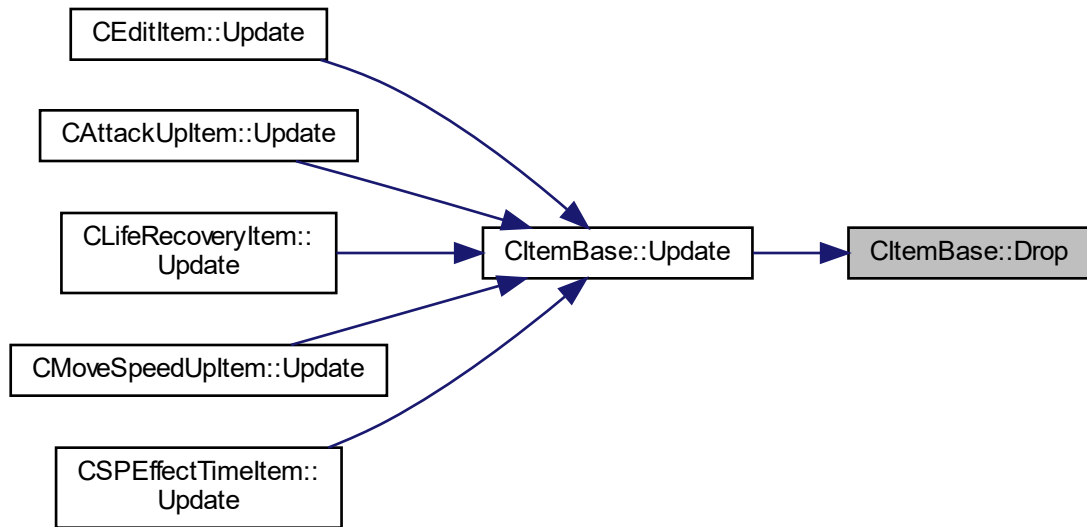 CEditItem::Update
CAttackUpItem::Update
CLifeRecoveryItem::
Update
CItemBase::Update
CItemBase::Drop
CMoveSpeedUpItem::Update
CSPEffectTimeItem::
Update